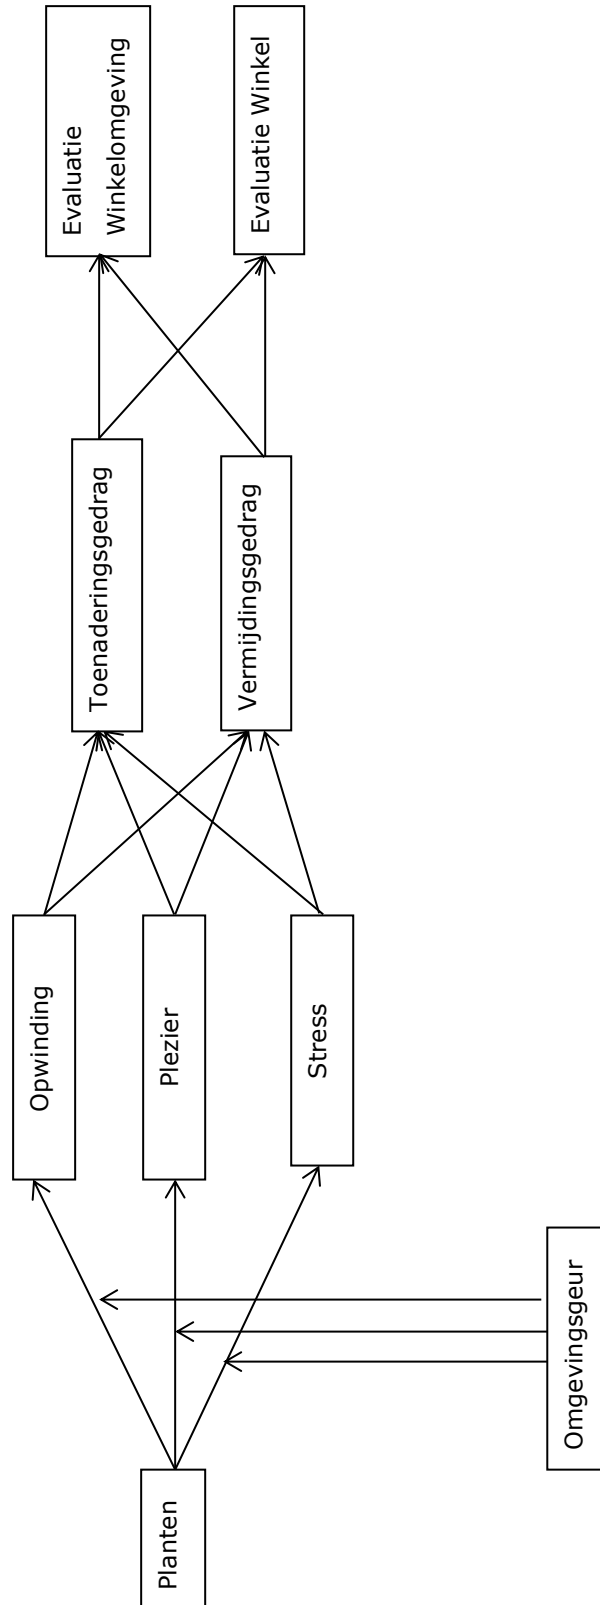 Planten
Omgevingsgeur
Opwinding
Plezier
Stress
Toenaderingsgedrag
Vermijdingsgedrag
Evaluatie
Winkelomgeving
Evaluatie Winkel